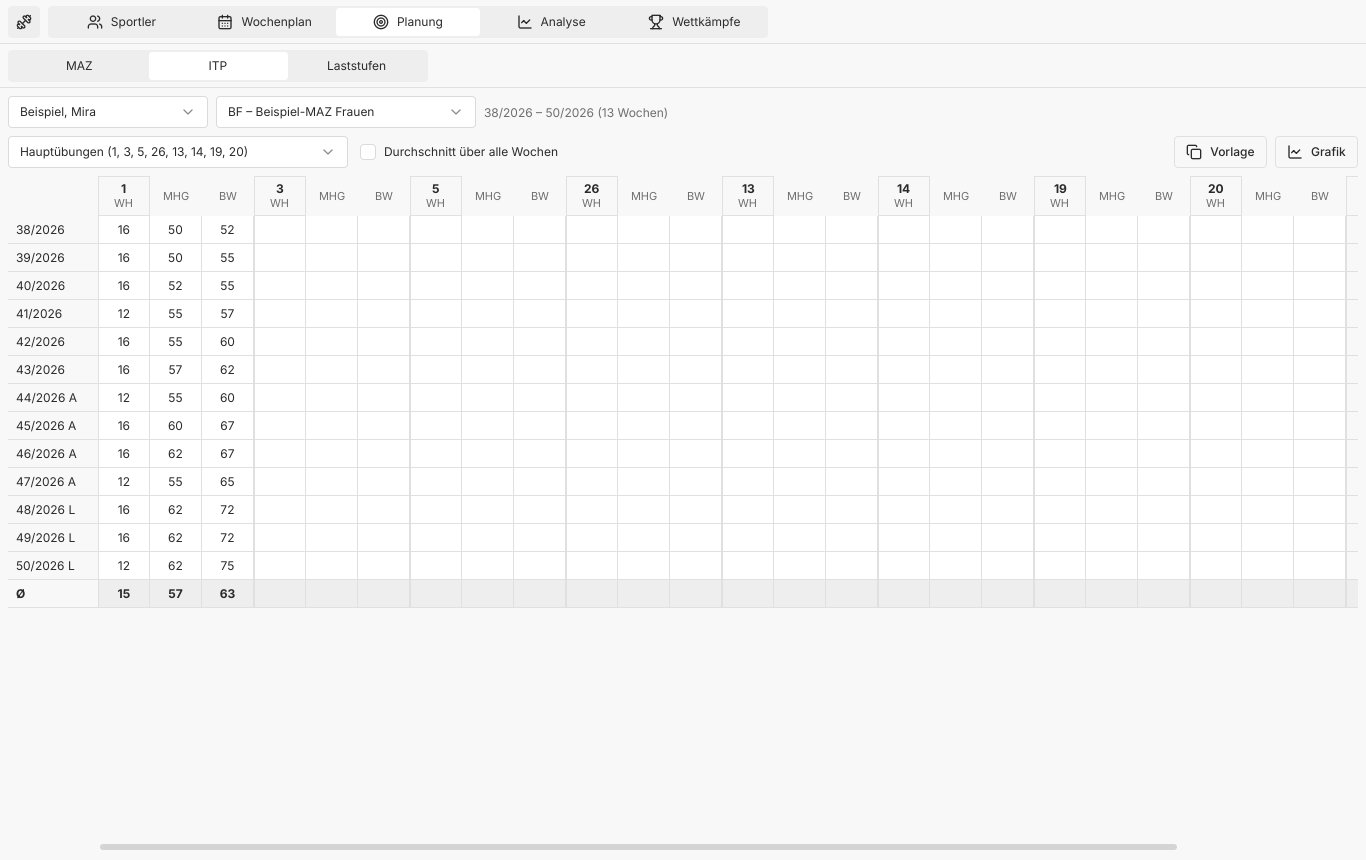 Sportler Wochenplan Planung Analyse Wettkämpfe
MAZ ITP Laststufen
Beispiel, Mira BF – Beispiel-MAZ Frauen 38/2026 – 50/2026 (13 Wochen)
Hauptübungen (1, 3, 5, 26, 13, 14, 19, 20) Durchschnitt über alle Wochen Vorlage Grafik
1 3 5 26 13 14 19 20
WH MHG BW WH MHG BW WH MHG BW WH MHG BW WH MHG BW WH MHG BW WH MHG BW WH MHG BW
38/2026 16 50 52
39/2026 16 50 55
40/2026 16 52 55
41/2026 12 55 57
42/2026 16 55 60
43/2026 16 57 62
44/2026 A 12 55 60
45/2026 A 16 60 67
46/2026 A 16 62 67
47/2026 A 12 55 65
48/2026 L 16 62 72
49/2026 L 16 62 72
50/2026 L 12 62 75
Ø 15 57 63